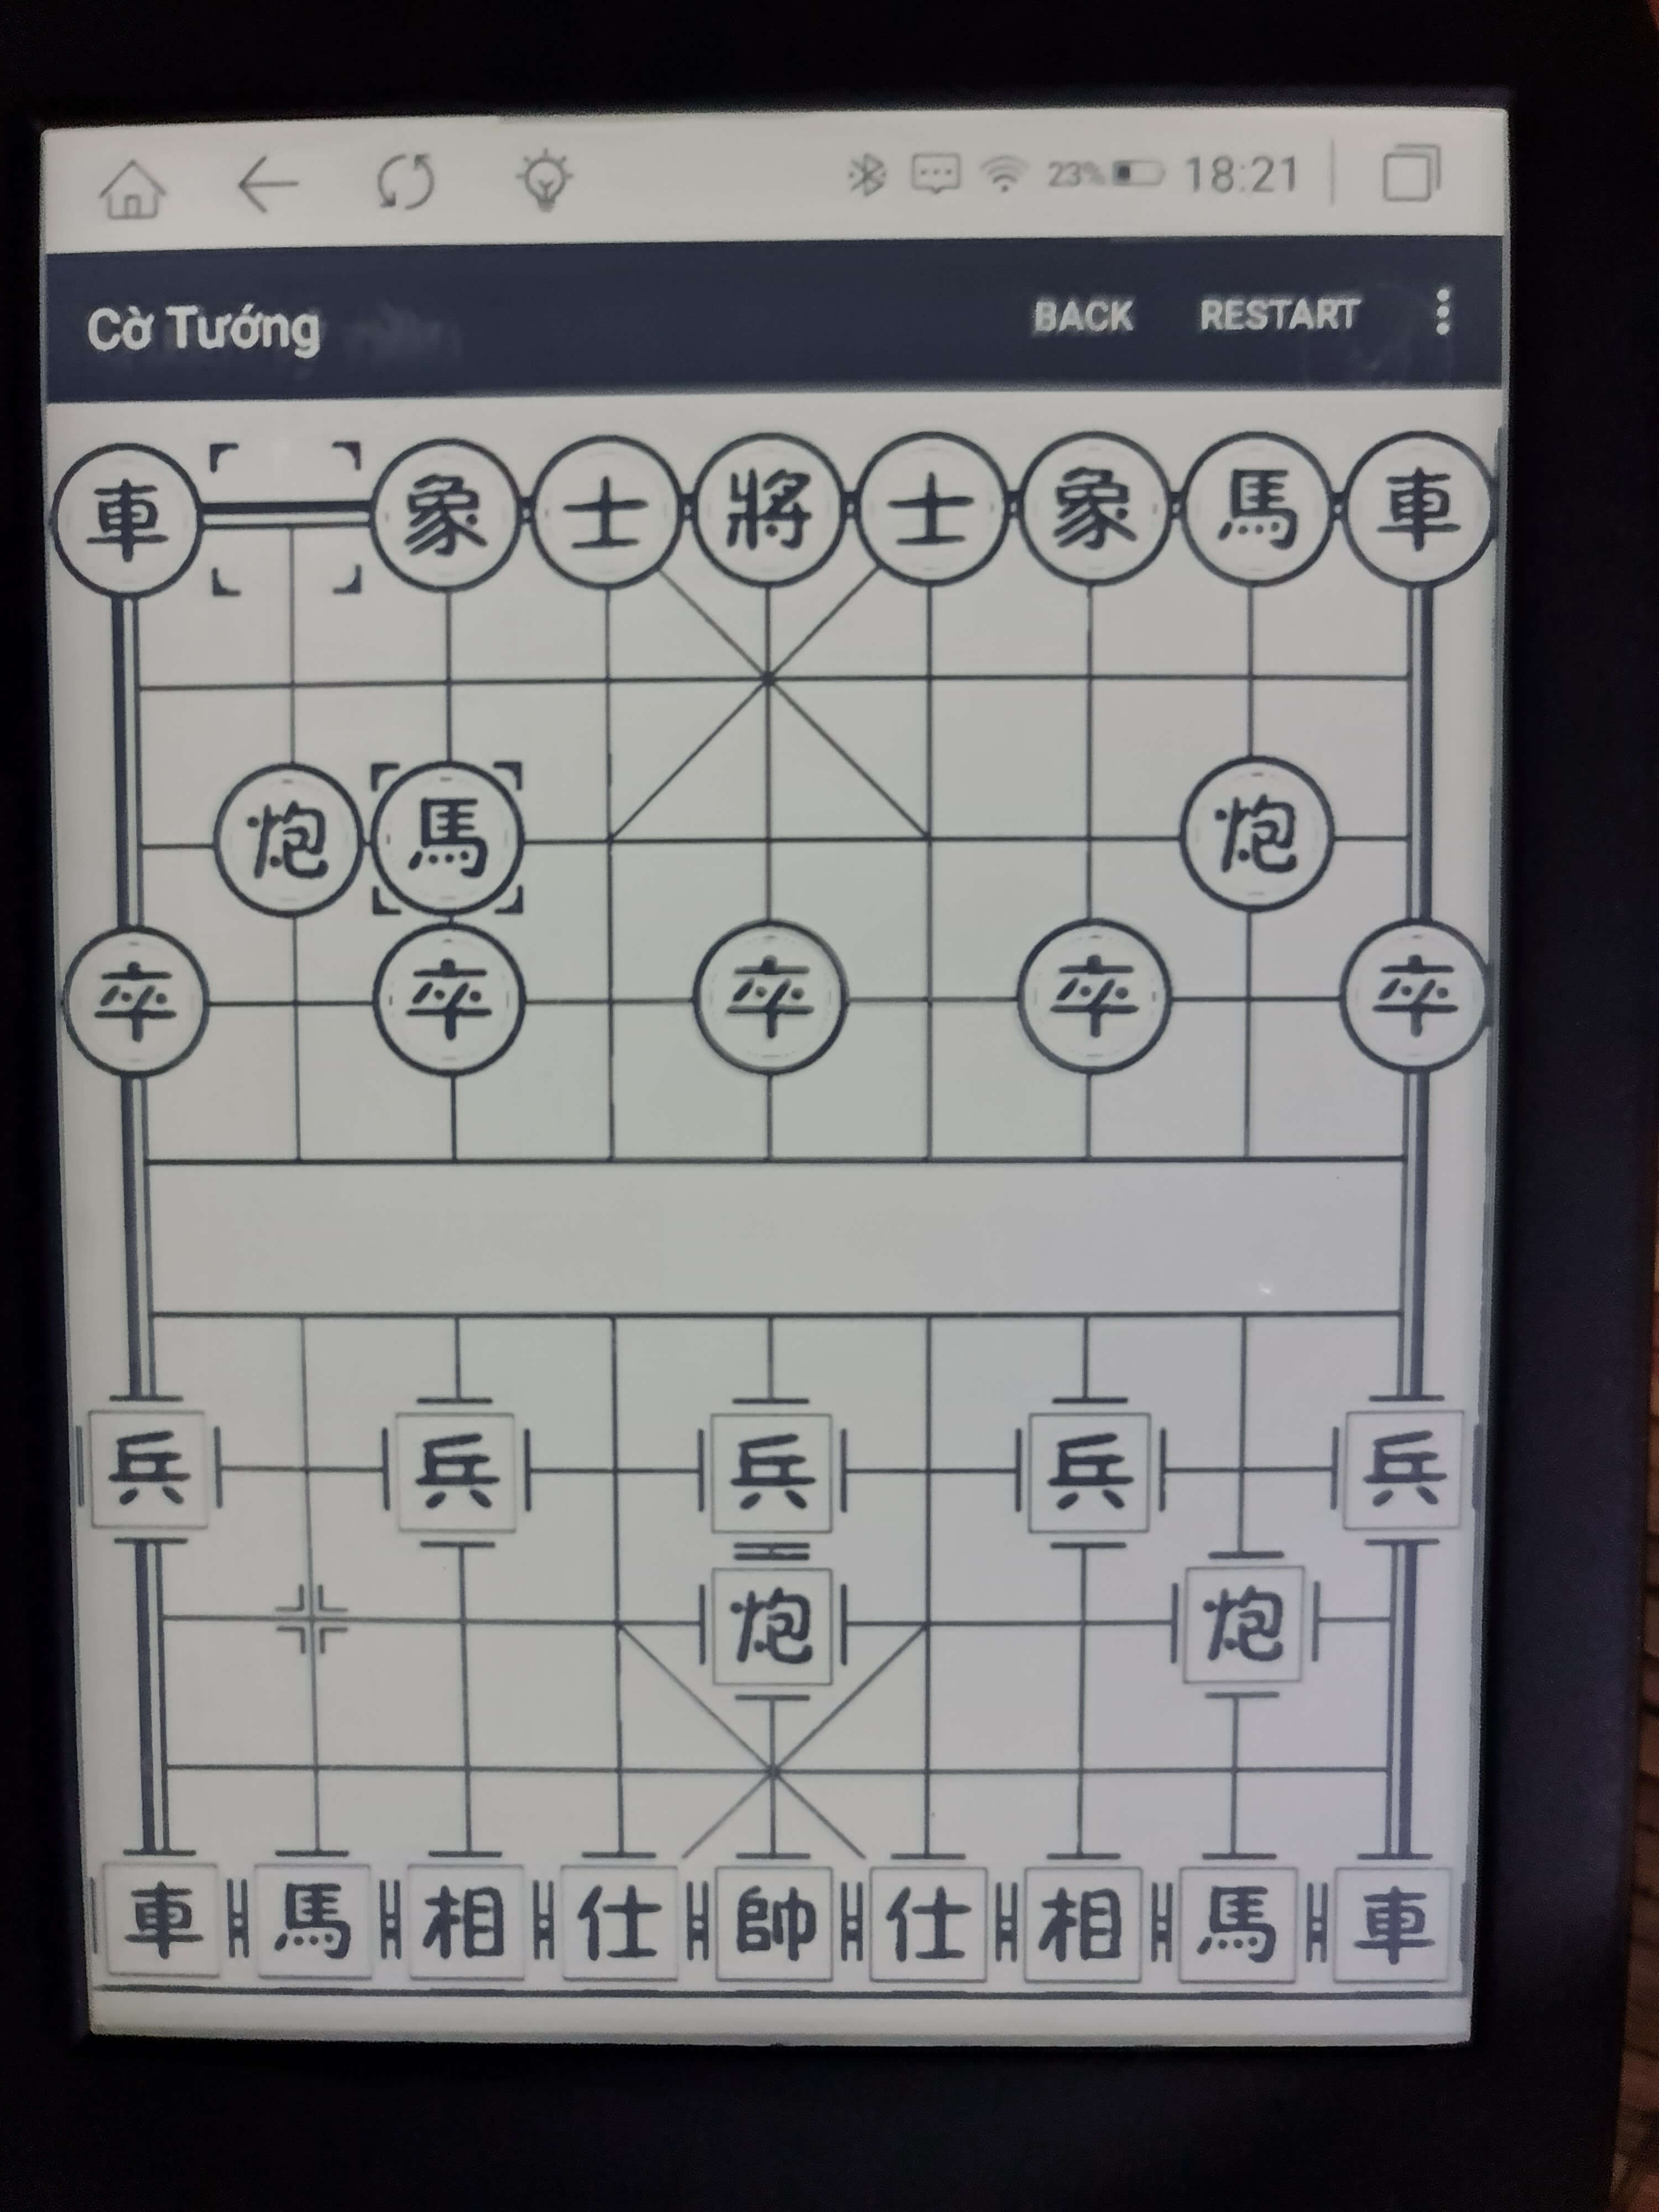 23% 18:21
Cờ Tướng BACK RESTART
車 象 士 將 士 象 馬 車
炮 馬 炮
卒 卒 卒 卒 卒
兵 兵 兵 兵 兵
炮 炮
車 馬 相 仕 帥 仕 相 馬 車